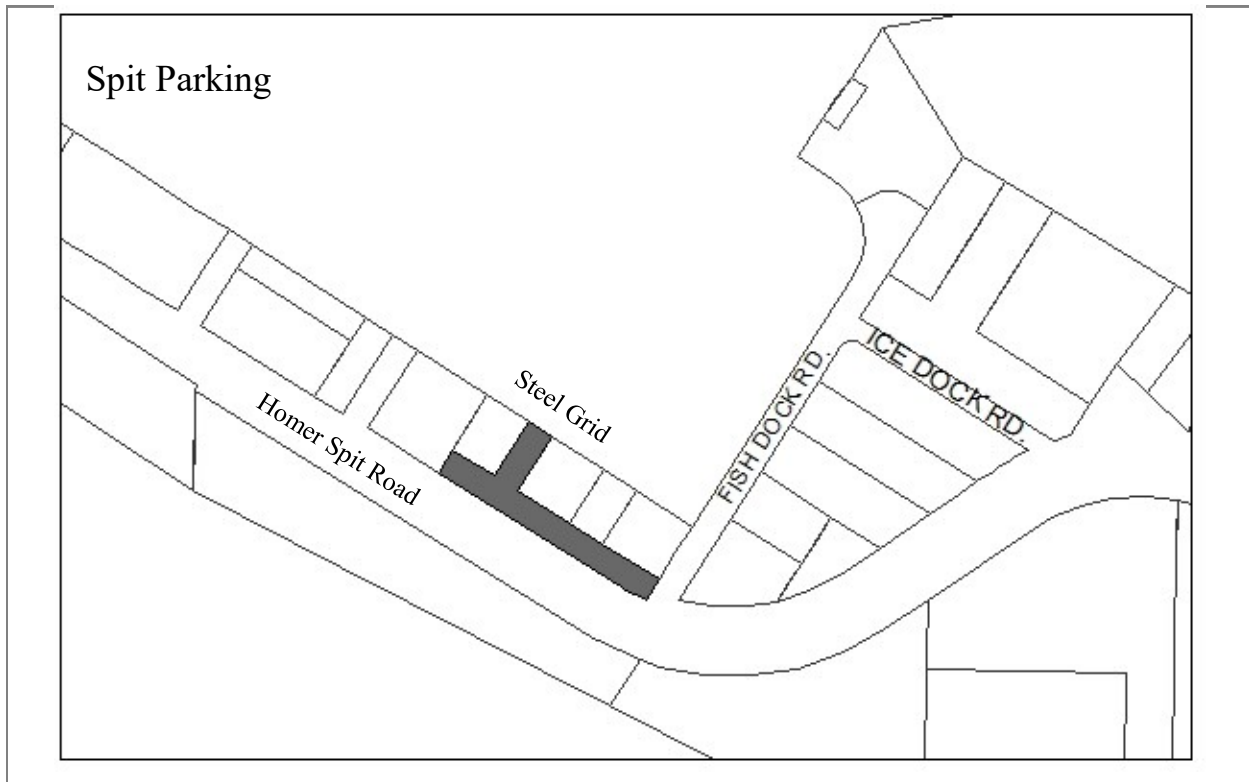 Spit Parking
Steel Grid
Homer Spit Road
FISH DOCK RD.
ICE DOCK RD.